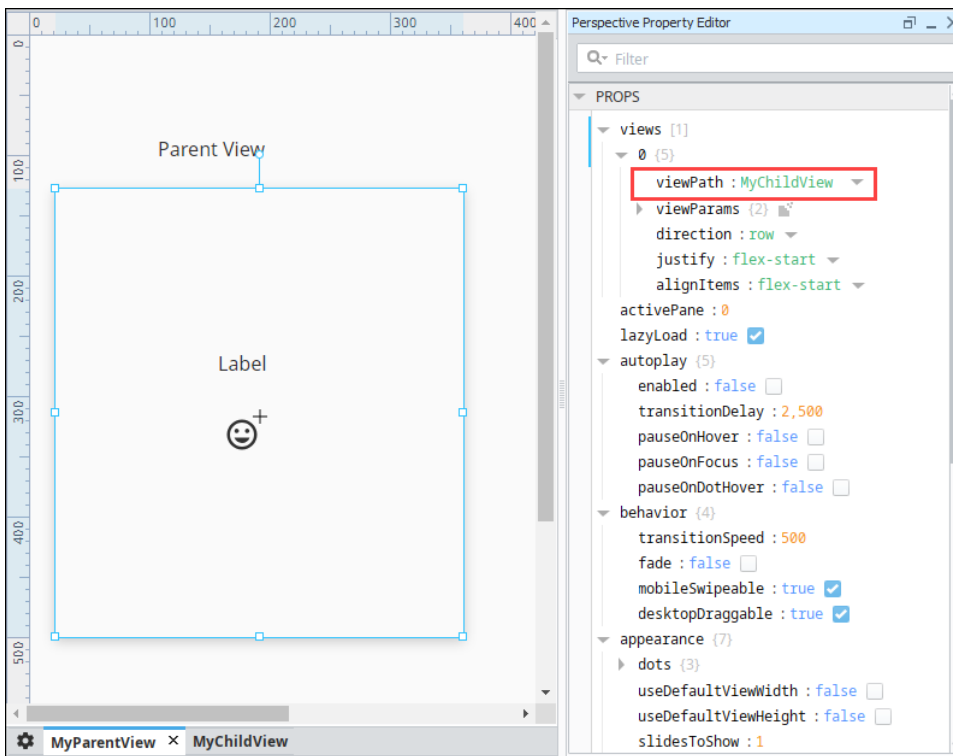 0 100 200 300 400
0
100
200
300
400
500
Parent View
Label
MyParentView × MyChildView
Perspective Property Editor
Filter
PROPS
views [1]
0 {5}
viewPath : MyChildView
viewParams {2}
direction : row
justify : flex-start
alignItems : flex-start
activePane : 0
lazyLoad : true
autoplay {5}
enabled : false
transitionDelay : 2,500
pauseOnHover : false
pauseOnFocus : false
pauseOnDotHover : false
behavior {4}
transitionSpeed : 500
fade : false
mobileSwipeable : true
desktopDraggable : true
appearance {7}
dots {3}
useDefaultViewWidth : false
useDefaultViewHeight : false
slidesToShow : 1